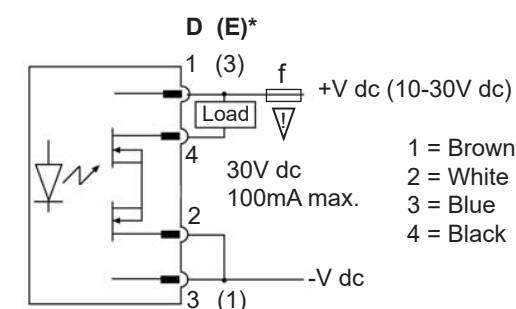 D (E)*
1 (3)
f
+V dc (10-30V dc)
Load
!
4
30V dc
100mA max.
1 = Brown
2 = White
3 = Blue
4 = Black
2
-V dc
3 (1)